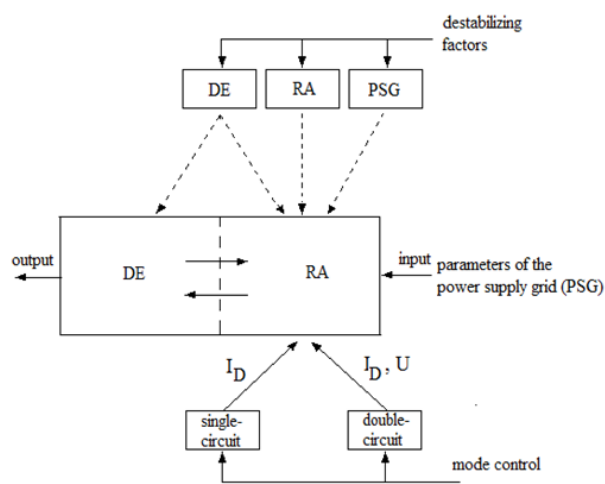 destabilizing
factors
DE
RA
PSG
output
DE
RA
input
parameters of the
power supply grid (PSG)
I_D
I_D , U
single-
circuit
double-
circuit
mode control